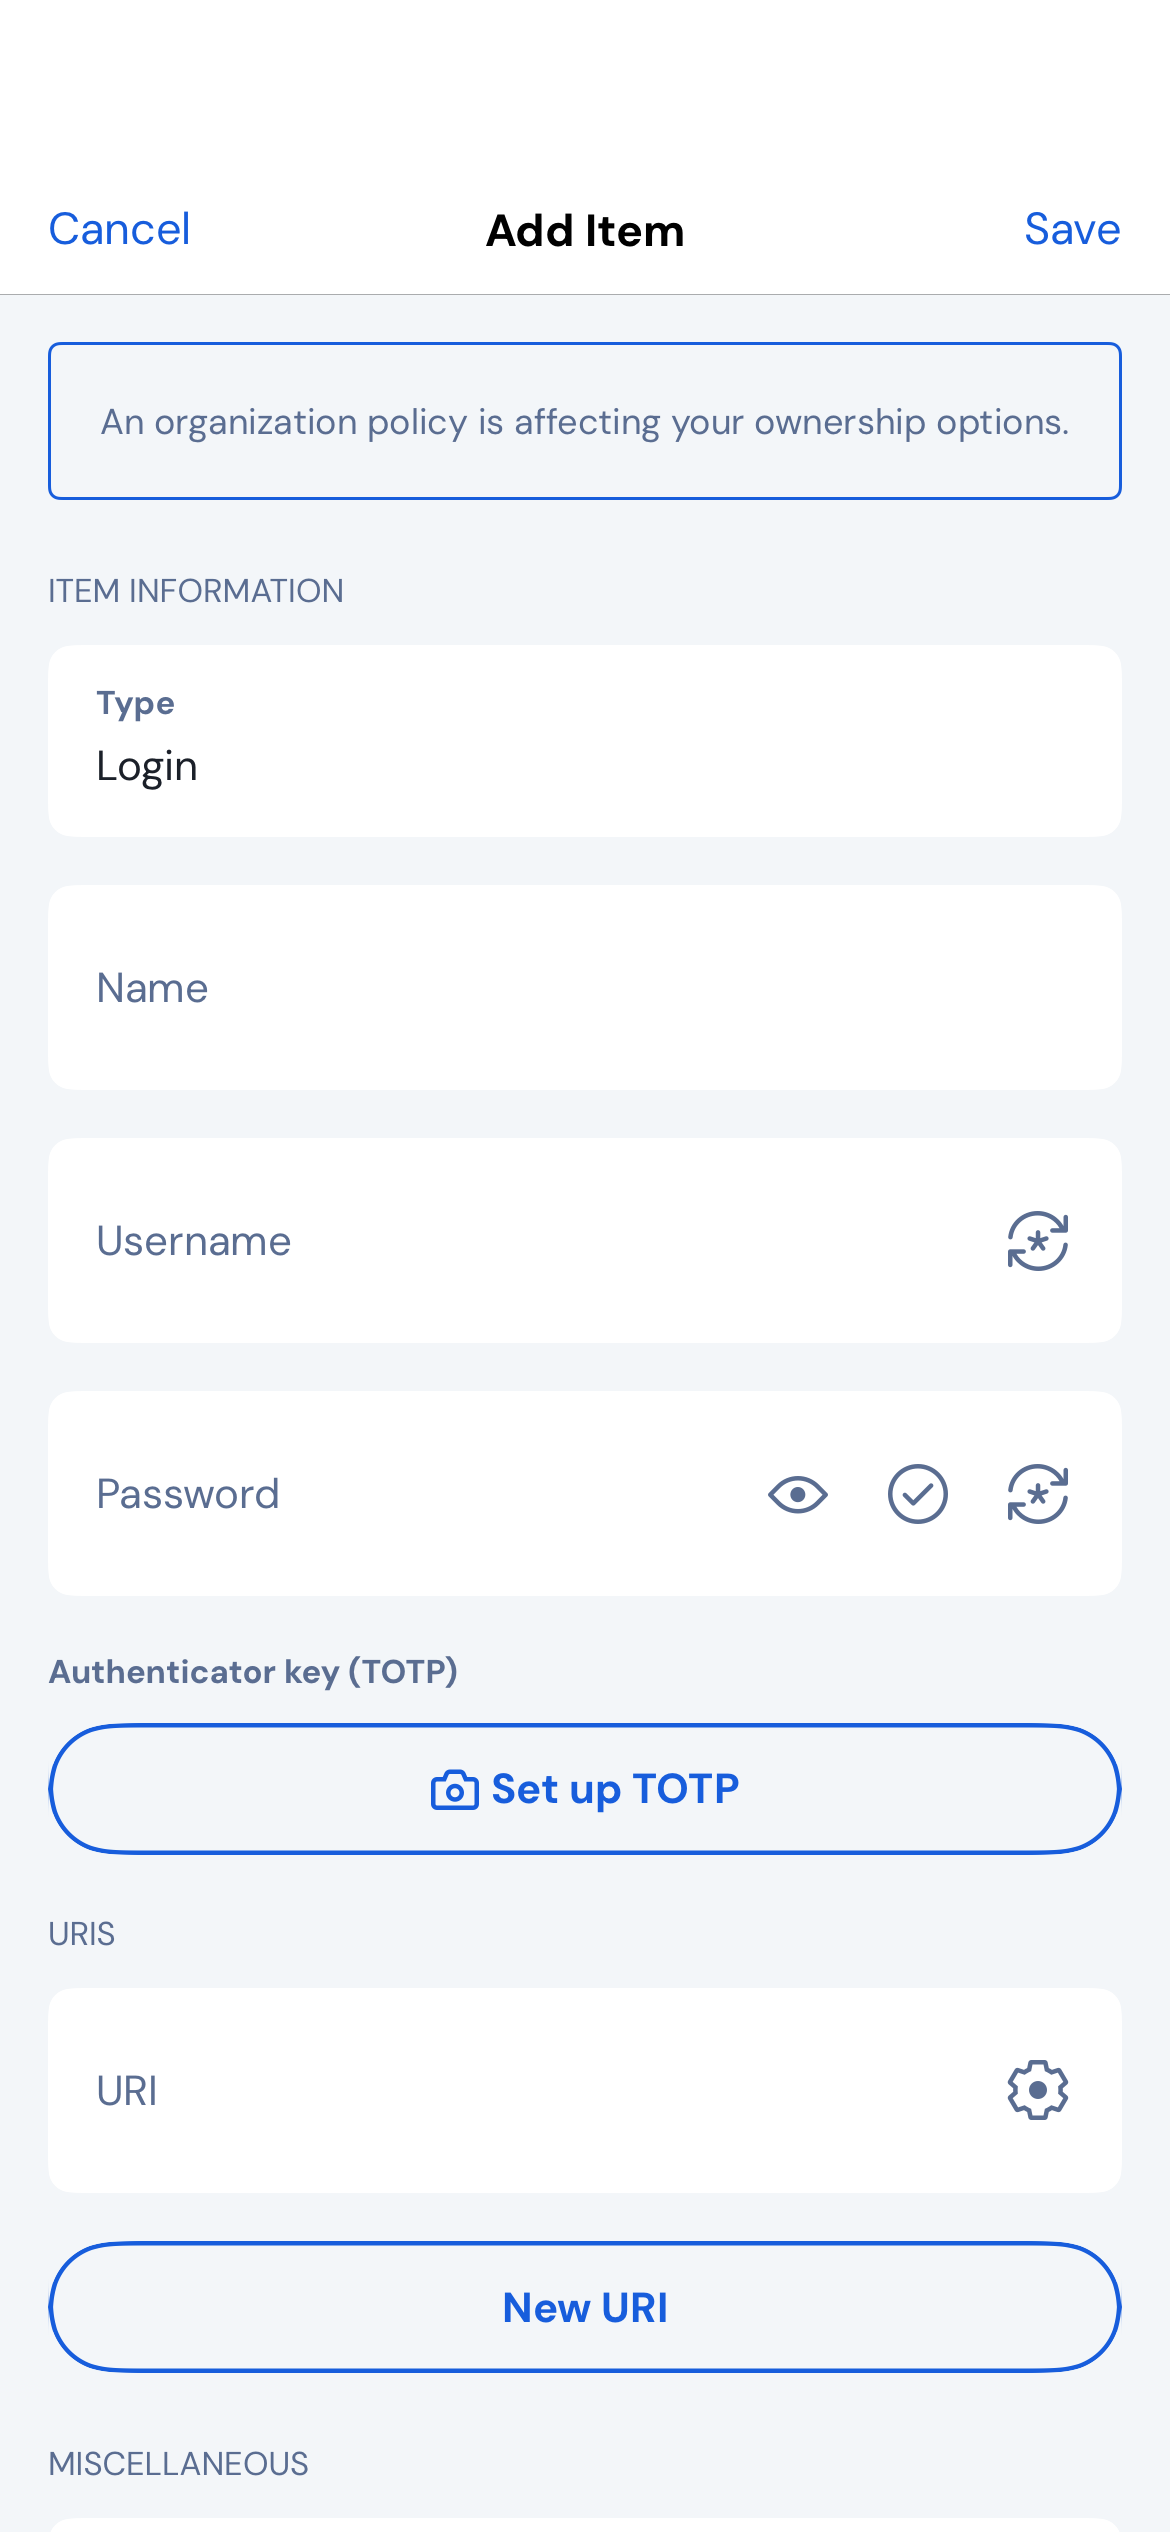 Cancel
Add Item
Save
An organization policy is affecting your ownership options.
ITEM INFORMATION
Type
Login
Name
Username
Password
Authenticator key (TOTP)
Set up TOTP
URIS
URI
New URI
MISCELLANEOUS